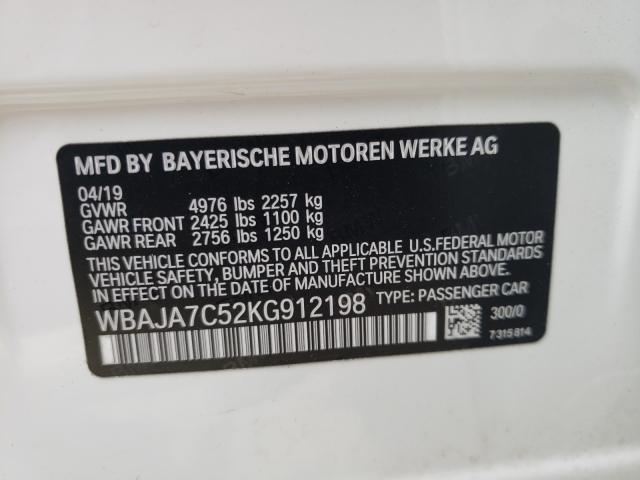 MFD BY BAYERISCHE MOTOREN WERKE AG
04/19
GVWR 4976 lbs 2257 kg
GAWR FRONT 2425 lbs 1100 kg
GAWR REAR 2756 lbs 1250 kg
THIS VEHICLE CONFORMS TO ALL APPLICABLE U.S.FEDERAL MOTOR
VEHICLE SAFETY, BUMPER AND THEFT PREVENTION STANDARDS
IN EFFECT ON THE DATE OF MANUFACTURE SHOWN ABOVE.
WBAJA7C52KG912198 TYPE: PASSENGER CAR
300/0
7315814